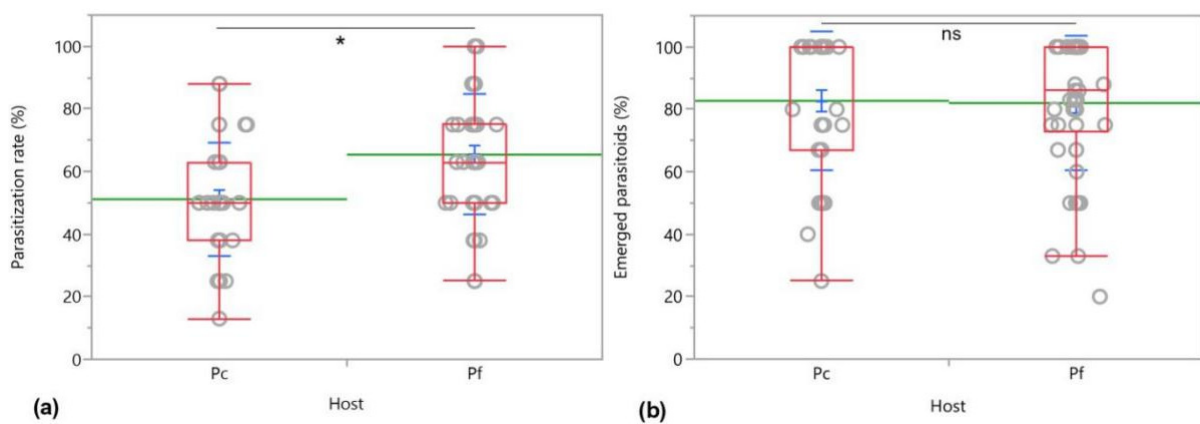 *
100
80
60
40
20
0
Parasitization rate (%)
Pc
Pf
Host
(a)
ns
100
80
60
40
20
0
Emerged parasitoids (%)
Pc
Pf
Host
(b)